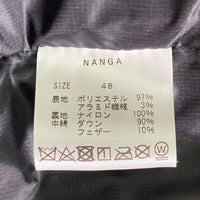 NANGA
SIZE 48
表地 ポリエステル 97%
アラミド繊維 3%
裏地 ナイロン 100%
中綿 ダウン 90%
フェザー 10%